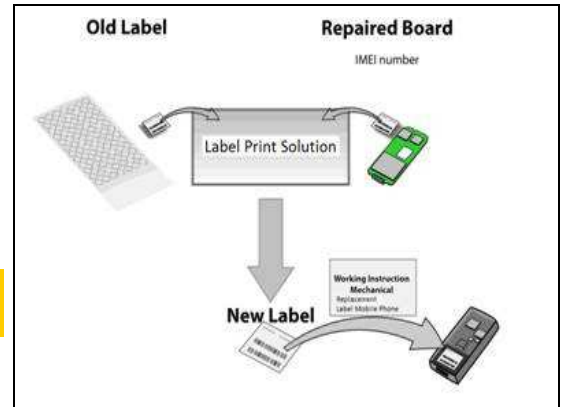 Old Label
Repaired Board
IMEI number
Label Print Solution
Working Instruction
Mechanical
Replacement
Label Mobile Phone
New Label